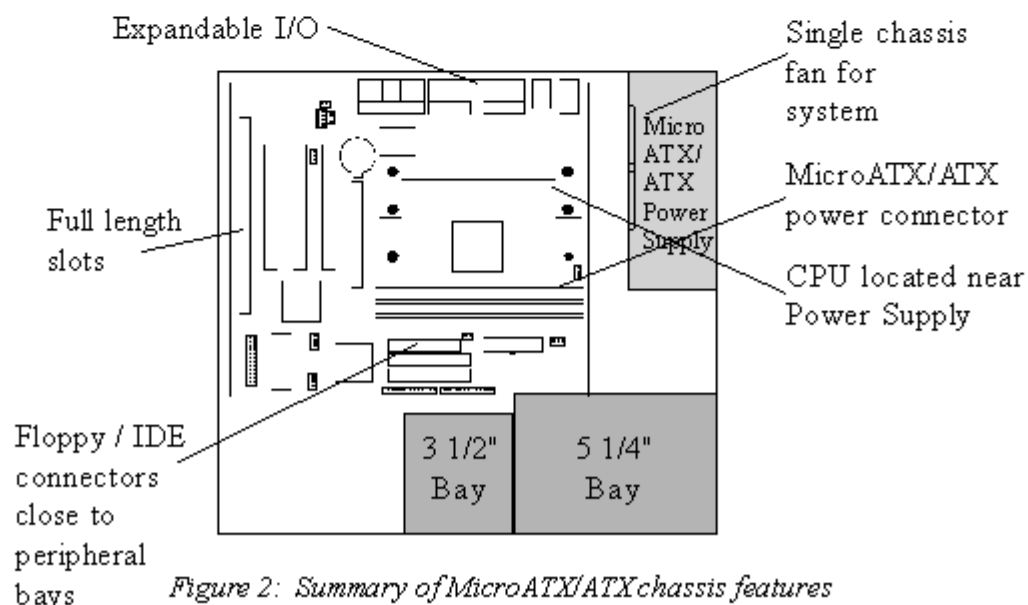 Expandable I/O
Single chassis
fan for
system
Micro
ATX/
ATX
Power
Supply
MicroATX/ATX
power connector
Full length
slots
CPU located near
Power Supply
Floppy / IDE
connectors
close to
peripheral
bays
3 1/2"
Bay
5 1/4"
Bay
Figure 2: Summary of MicroATX/ATX chassis features